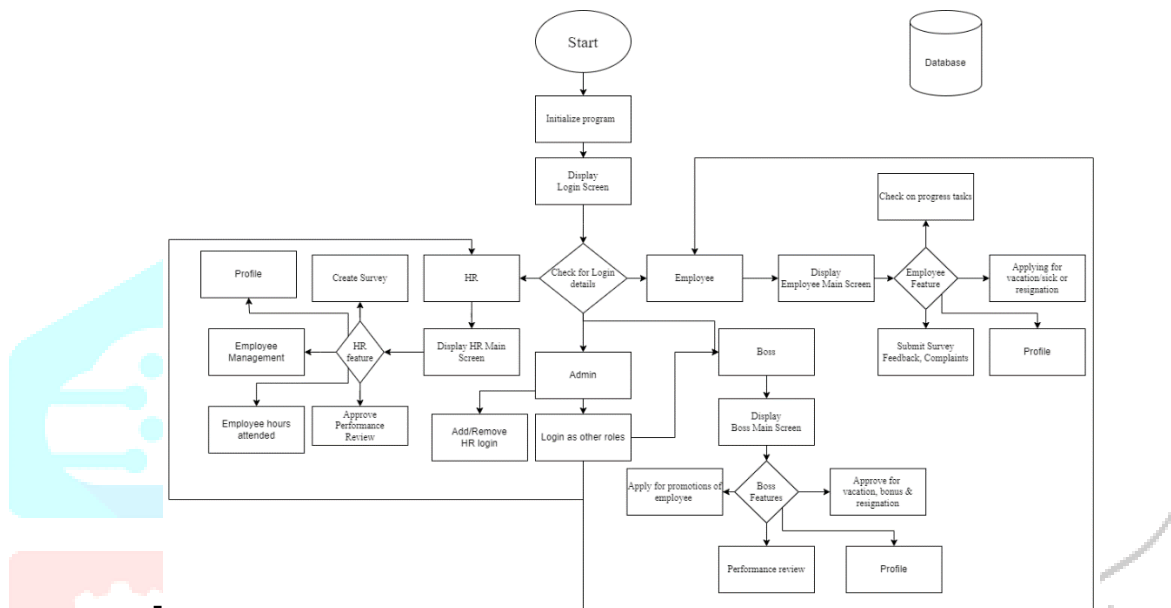 Start
Database
Initialize program
Display
Login Screen
Check on progress tasks
Profile
Create Survey
HR
Check for Login
details
Employee
Display
Employee Main Screen
Employee
Feature
Applying for
vacation/sick or
resignation
Employee
Management
HR
feature
Display HR Main
Screen
Boss
Submit Survey
Feedback, Complaints
Profile
Admin
Employee hours
attended
Approve
Performance
Review
Add/Remove
HR login
Login as other roles
Display
Boss Main Screen
Apply for promotions of
employee
Boss
Features
Approve for
vacation, bonus &
resignation
Performance review
Profile